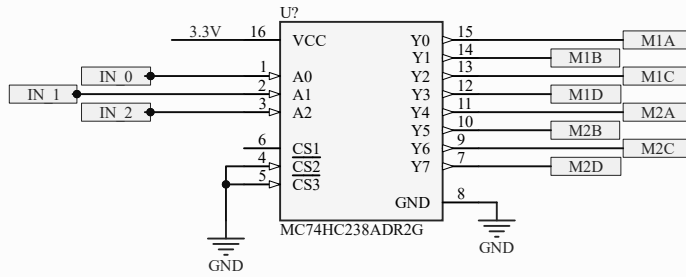 U?
3.3V 16 VCC Y0 15 M1A
Y1 14 M1B
IN_0 1 A0 Y2 13 M1C
IN_1 2 A1 Y3 12 M1D
IN_2 3 A2 Y4 11 M2A
Y5 10 M2B
6 CS1 Y6 9 M2C
4 CS2 Y7 7 M2D
5 CS3
GND 8
MC74HC238ADR2G
GND
GND